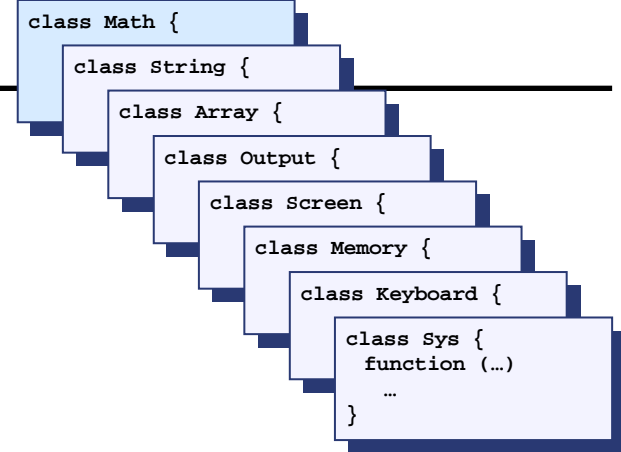 class Math {
class String {
class Array {
class Output {
class Screen {
class Memory {
class Keyboard {
class Sys {
function (…)
…
}